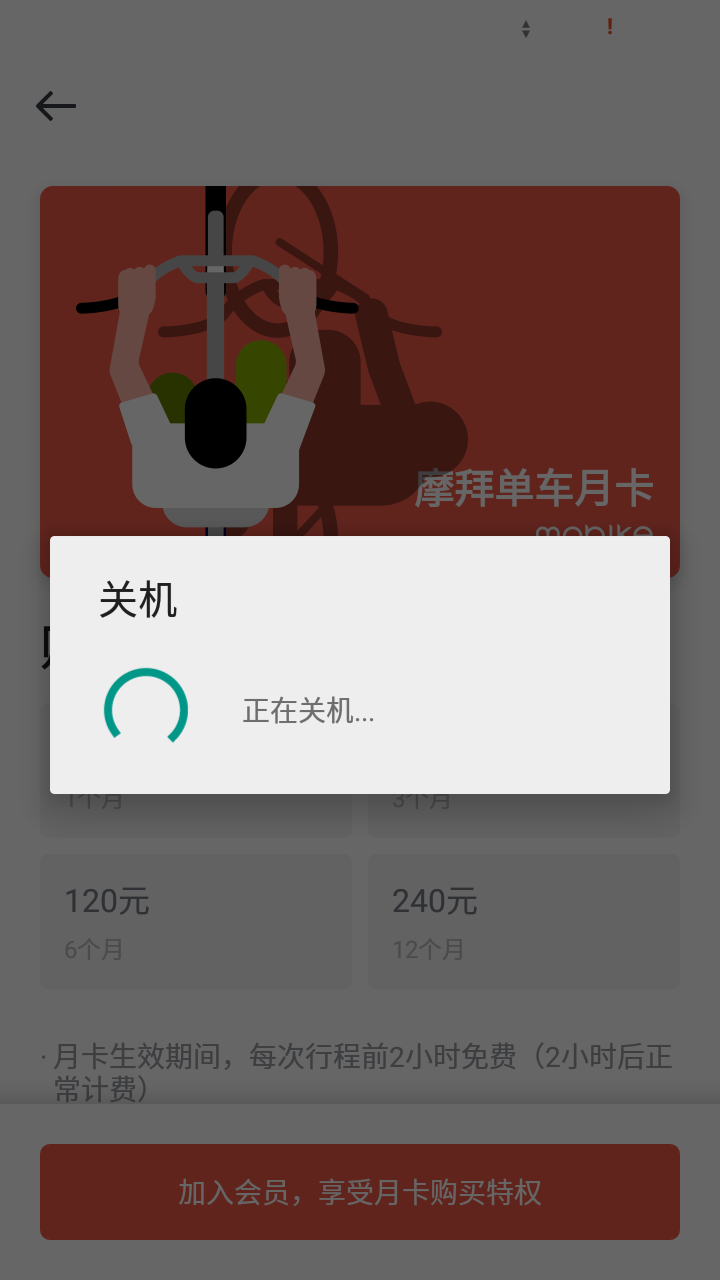 摩拜单车月卡
mobike
关机
正在关机...
1个月
3个月
120元
240元
6个月
12个月
· 月卡生效期间，每次行程前2小时免费（2小时后正
常计费）
加入会员，享受月卡购买特权